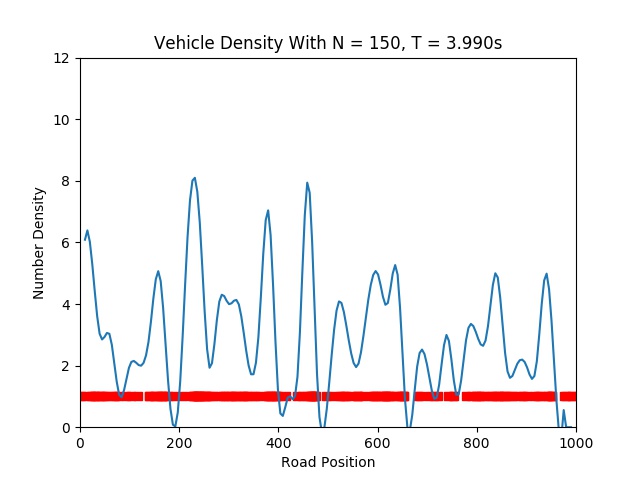 Vehicle Density With N = 150, T = 3.990s
12
10
8
6
4
2
0
Number Density
0 200 400 600 800 1000
Road Position